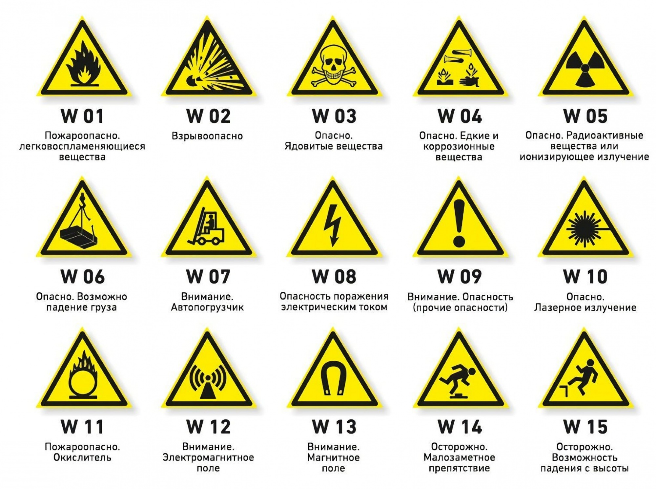 W 01
Пожароопасно.
легковоспламеняющиеся
вещества
W 02
Взрывоопасно
W 03
Опасно.
Ядовитые вещества
W 04
Опасно. Едкие и
коррозионные
вещества
W 05
Опасно. Радиоактивные
вещества или
ионизирующее излучение
W 06
Опасно. Возможно
падение груза
W 07
Внимание.
Автопогрузчик
W 08
Опасность поражения
электрическим током
W 09
Внимание. Опасность
(прочие опасности)
W 10
Опасно.
Лазерное излучение
W 11
Пожароопасно.
Окислитель
W 12
Внимание.
Электромагнитное
поле
W 13
Внимание.
Магнитное
поле
W 14
Осторожно.
Малозаметное
препятствие
W 15
Осторожно.
Возможность
падения с высоты